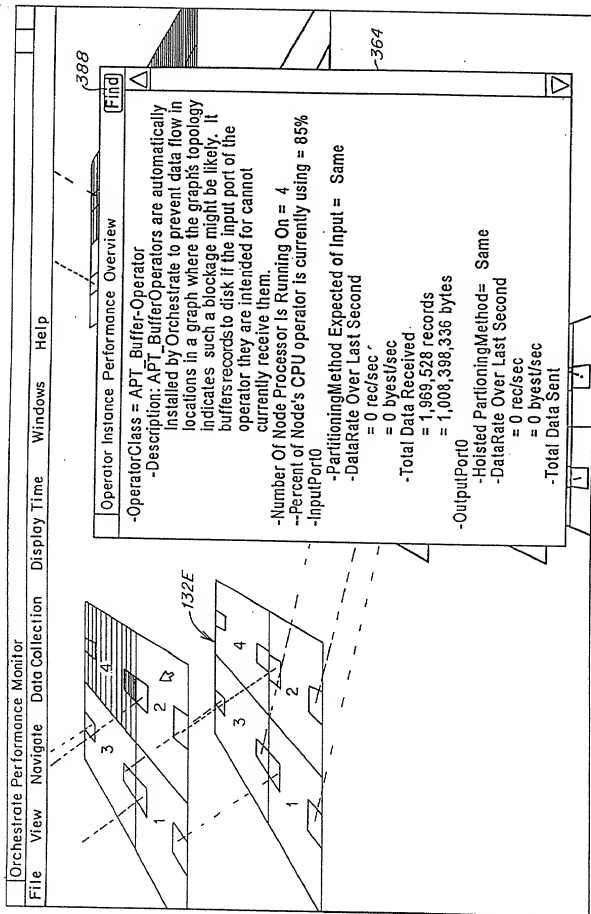 Orchestrate Performance Monitor
File View Navigate Data Collection Display Time Windows Help
3
4
1
2
132E
3
4
1
2
388
Operator Instance Performance Overview
Find
364
-OperatorClass = APT_Buffer-Operator
-Description: APT_BufferOperators are automatically
Installed by Orchestrate to prevent data flow in
locations in a graph where the graph's topology
indicates such a blockage might be likely. It
buffersrecords to disk if the input port of the
operator they are intended for cannot
currently receive them.
-Number Of Node Processor Is Running On = 4
--Percent of Node's CPU operator is currently using = 85%
-InputPort0
-PartitioningMethod Expected of Input = Same
-DataRate Over Last Second
= 0 rec/sec
= 0 byest/sec
-Total Data Received
= 1,969,528 records
= 1,008,398,336 bytes
-OutputPort0
-Hoisted PartioningMethod= Same
-DataRate Over Last Second
= 0 rec/sec
= 0 byest/sec
-Total Data Sent